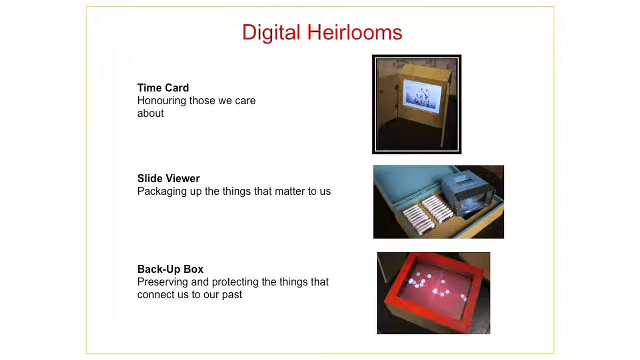 Digital Heirlooms
Time Card
Honouring those we care
about
Slide Viewer
Packaging up the things that matter to us
Back-Up Box
Preserving and protecting the things that
connect us to our past